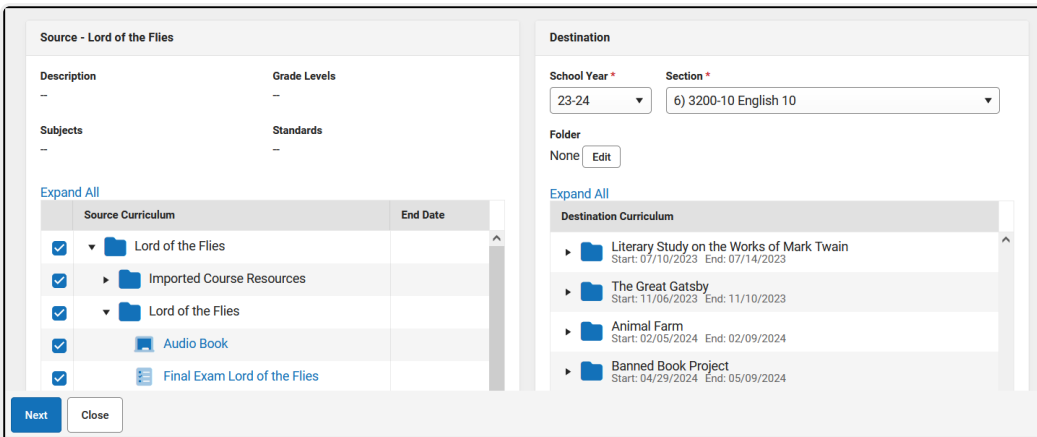 Source - Lord of the Flies
Description
--
Grade Levels
--
Subjects
--
Standards
--
Expand All
Source Curriculum
End Date
Lord of the Flies
Imported Course Resources
Lord of the Flies
Audio Book
Final Exam Lord of the Flies
Destination
School Year *
Section *
23-24
6) 3200-10 English 10
Folder
None
Edit
Expand All
Destination Curriculum
Literary Study on the Works of Mark Twain
Start: 07/10/2023 End: 07/14/2023
The Great Gatsby
Start: 11/06/2023 End: 11/10/2023
Animal Farm
Start: 02/05/2024 End: 02/09/2024
Banned Book Project
Start: 04/29/2024 End: 05/09/2024
Next
Close